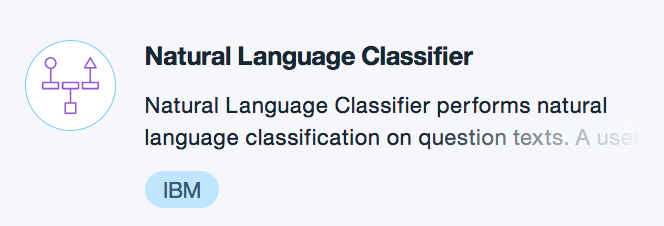 Natural Language Classifier
Natural Language Classifier performs natural
language classification on question texts. A user
IBM